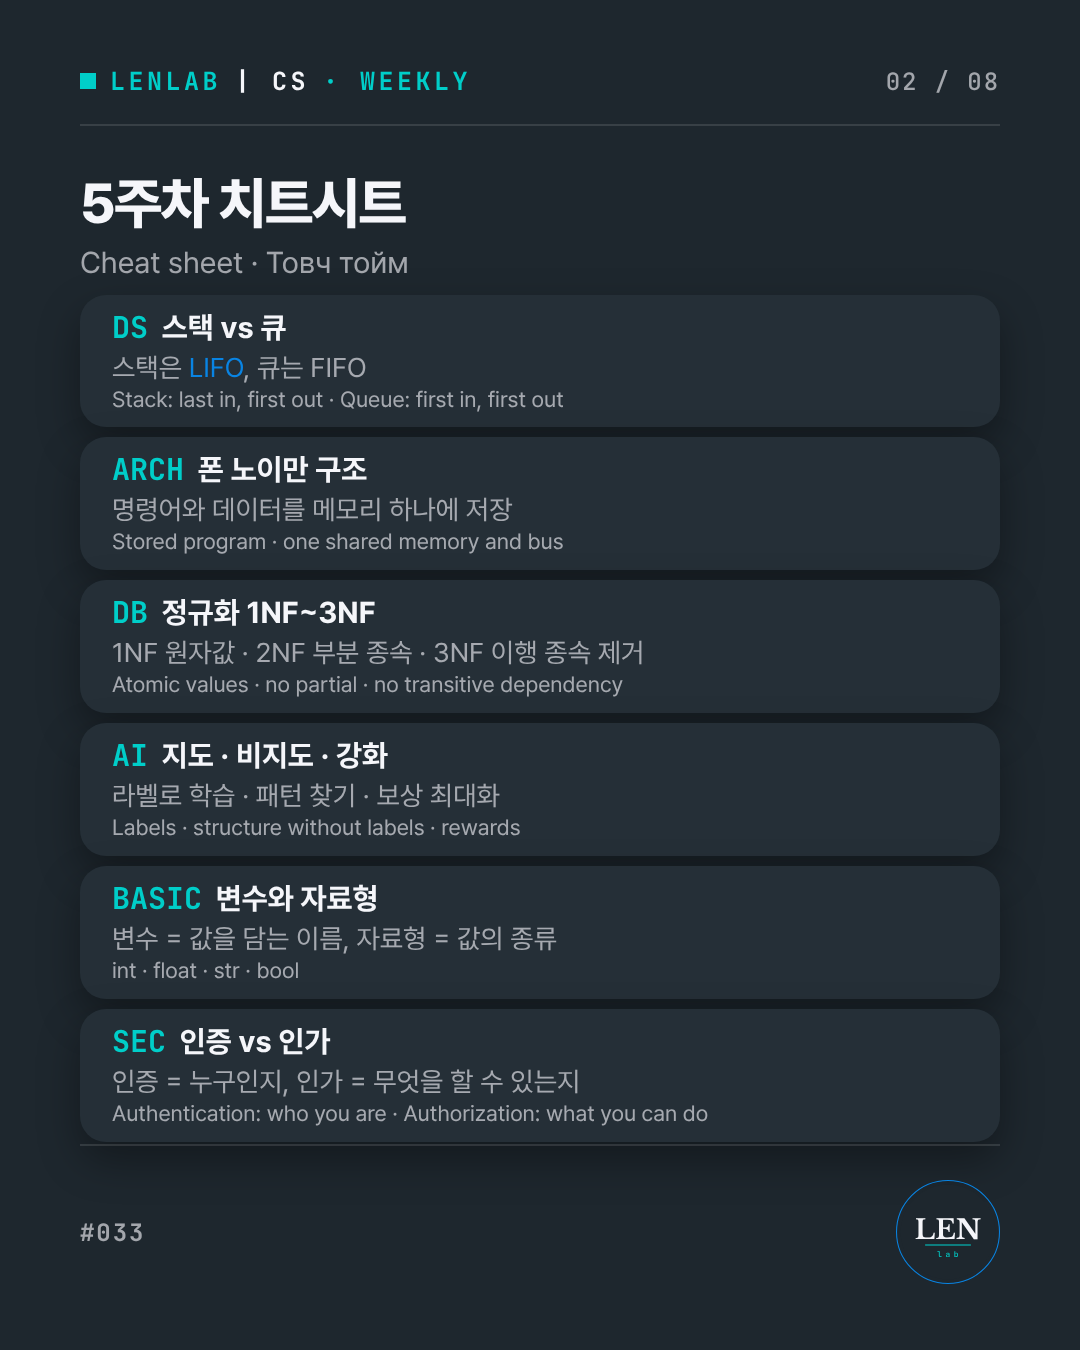 LENLAB | CS · WEEKLY
02 / 08
5주차 치트시트
Cheat sheet · Товч тойм
DS 스택 vs 큐
스택은 LIFO, 큐는 FIFO
Stack: last in, first out · Queue: first in, first out
ARCH 폰 노이만 구조
명령어와 데이터를 메모리 하나에 저장
Stored program · one shared memory and bus
DB 정규화 1NF~3NF
1NF 원자값 · 2NF 부분 종속 · 3NF 이행 종속 제거
Atomic values · no partial · no transitive dependency
AI 지도 · 비지도 · 강화
라벨로 학습 · 패턴 찾기 · 보상 최대화
Labels · structure without labels · rewards
BASIC 변수와 자료형
변수 = 값을 담는 이름, 자료형 = 값의 종류
int · float · str · bool
SEC 인증 vs 인가
인증 = 누구인지, 인가 = 무엇을 할 수 있는지
Authentication: who you are · Authorization: what you can do
#033
LEN
lab